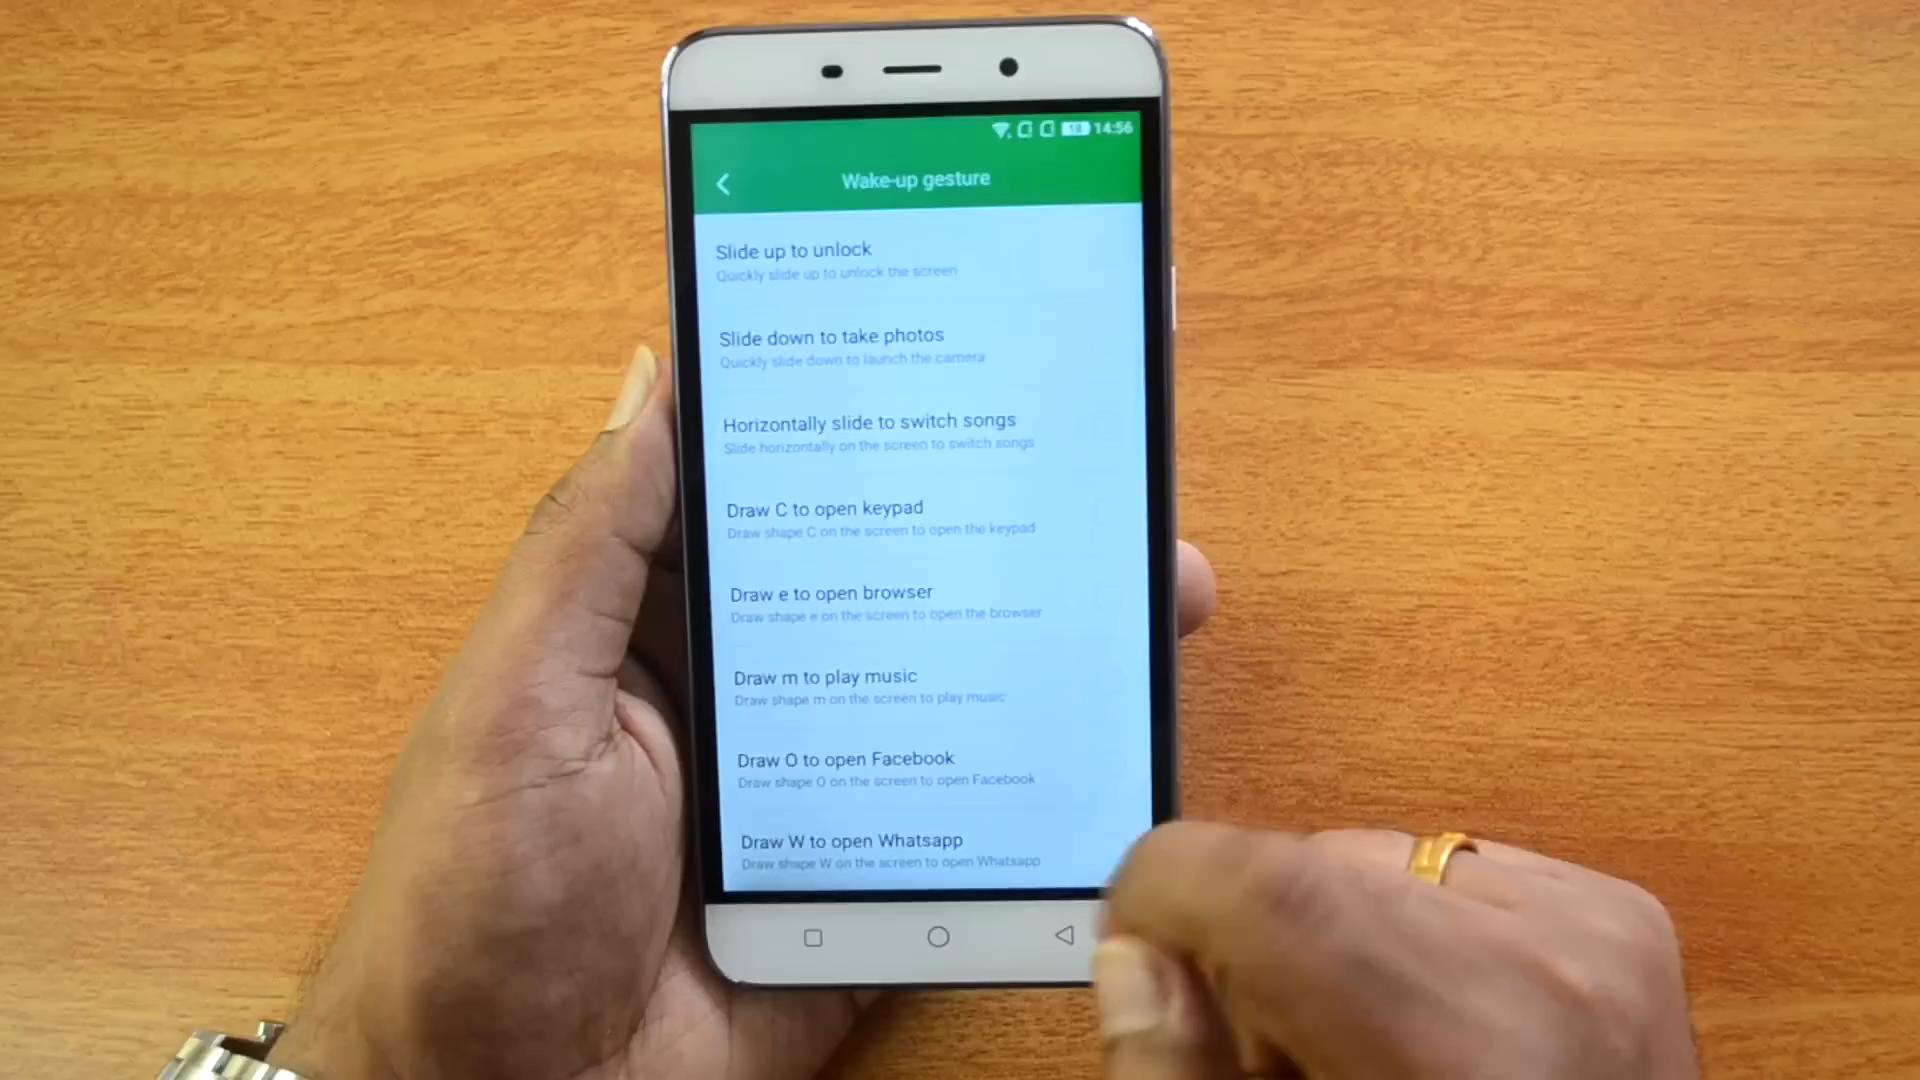 14:56
Wake-up gesture
Slide up to unlock
Quickly slide up to unlock the screen
Slide down to take photos
Quickly slide down to launch the camera
Horizontally slide to switch songs
Slide horizontally on the screen to switch songs
Draw C to open keypad
Draw shape C on the screen to open the keypad
Draw e to open browser
Draw shape e on the screen to open the browser
Draw m to play music
Draw shape m on the screen to play music
Draw O to open Facebook
Draw shape O on the screen to open Facebook
Draw W to open Whatsapp
Draw shape W on the screen to open Whatsapp